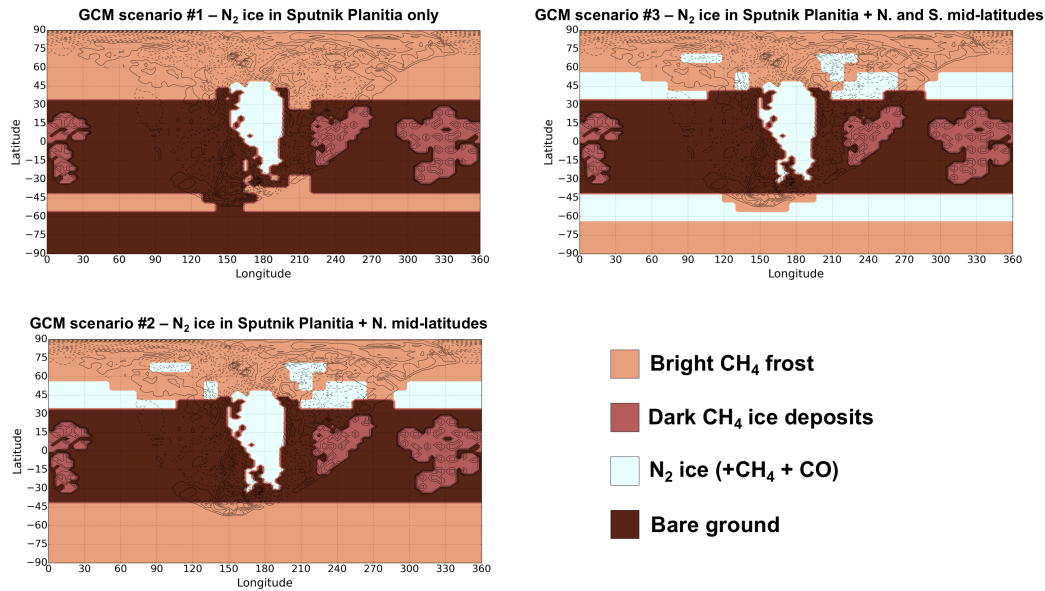 GCM scenario #1 – N₂ ice in Sputnik Planitia only
90
75
60
45
30
15
0
−15
−30
−45
−60
−75
−90
Latitude
0 30 60 90 120 150 180 210 240 270 300 330 360
Longitude
GCM scenario #3 – N₂ ice in Sputnik Planitia + N. and S. mid-latitudes
90
75
60
45
30
15
0
−15
−30
−45
−60
−75
−90
Latitude
0 30 60 90 120 150 180 210 240 270 300 330 360
Longitude
GCM scenario #2 – N₂ ice in Sputnik Planitia + N. mid-latitudes
90
75
60
45
30
15
0
−15
−30
−45
−60
−75
−90
Latitude
0 30 60 90 120 150 180 210 240 270 300 330 360
Longitude
Bright CH₄ frost
Dark CH₄ ice deposits
N₂ ice (+CH₄ + CO)
Bare ground